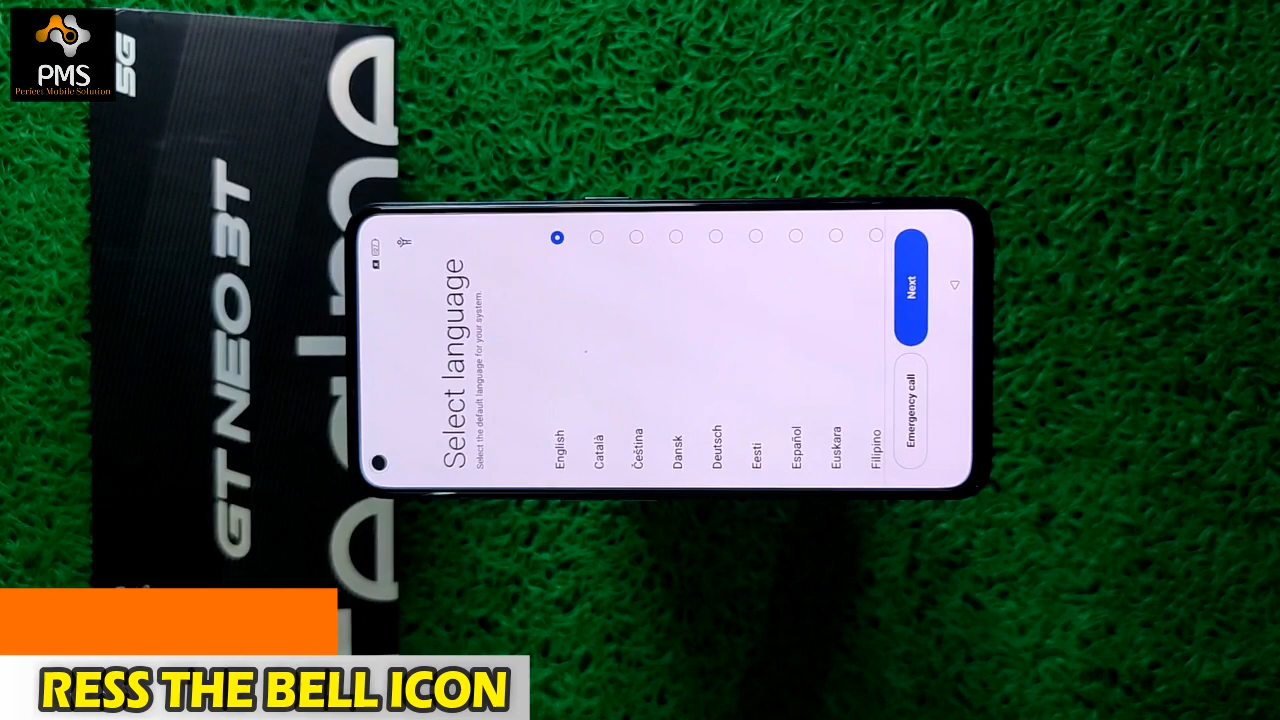 PMS
Perfect Mobile Solution
5G
GT NEO 3T
realme
Select language
Select the default language for your system.
English
Català
Čeština
Dansk
Deutsch
Eesti
Español
Euskara
Filipino
Emergency call
Next
RESS THE BELL ICON